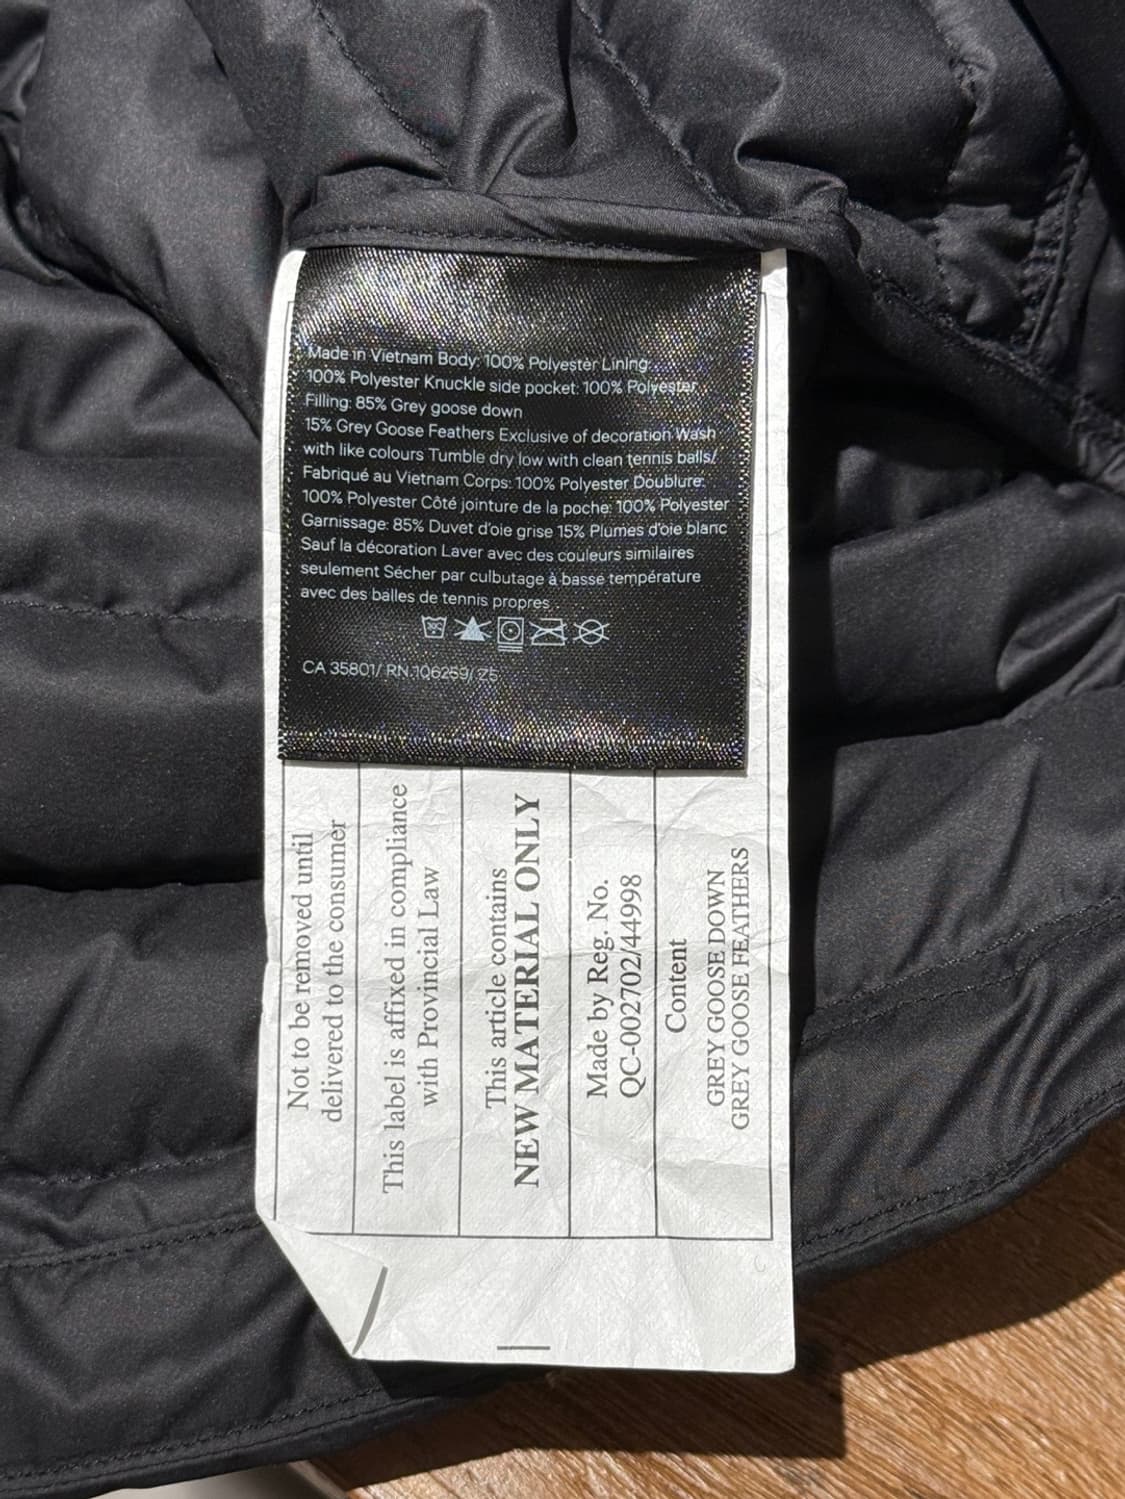 Made in Vietnam Body: 100% Polyester Lining:
100% Polyester Knuckle side pocket: 100% Polyester
Filling: 85% Grey goose down
15% Grey Goose Feathers Exclusive of decoration Wash
with like colours Tumble dry low with clean tennis balls/
Fabriqué au Vietnam Corps: 100% Polyester Doublure:
100% Polyester Côté jointure de la poche: 100% Polyester
Garnissage: 85% Duvet d'oie grise 15% Plumes d'oie blanc
Sauf la décoration Laver avec des couleurs similaires
seulement Sécher par culbutage à basse température
avec des balles de tennis propres
CA 35801/ RN 106259/ Z5
Not to be removed until
delivered to the consumer
This label is affixed in compliance
with Provincial Law
This article contains
NEW MATERIAL ONLY
Made by Reg. No.
QC-002702/44998
Content
GREY GOOSE DOWN
GREY GOOSE FEATHERS